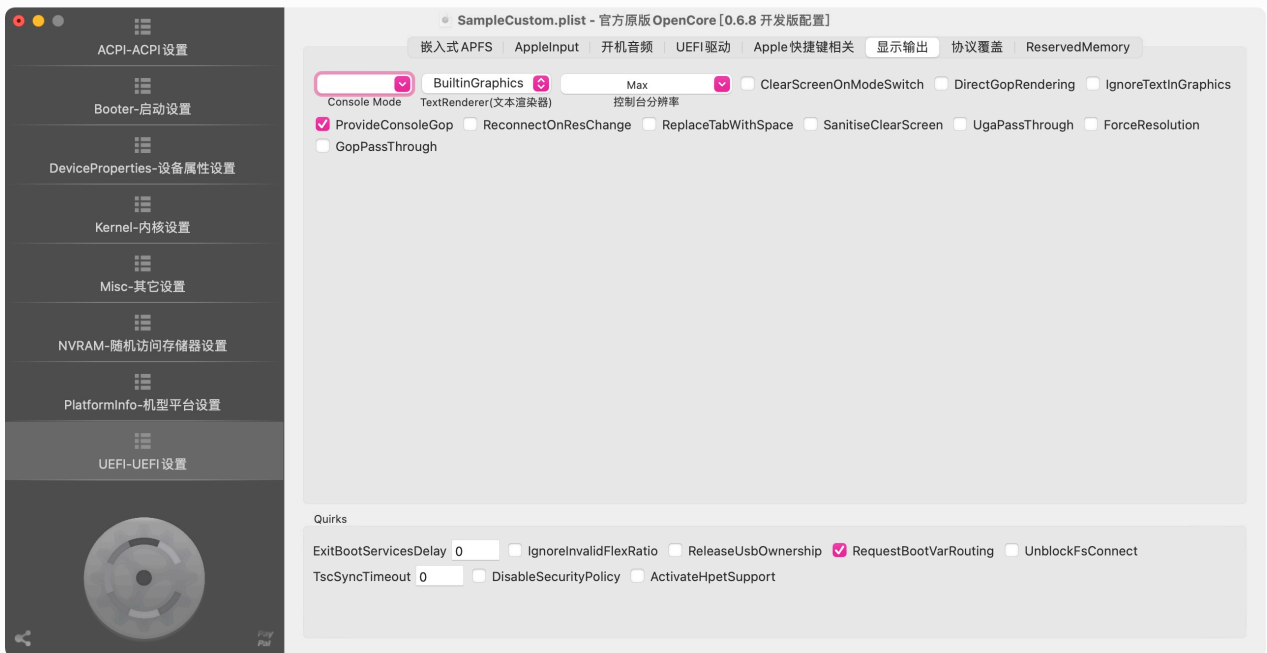 SampleCustom.plist - 官方原版OpenCore[0.6.8 开发版配置]
ACPI-ACPI设置
Booter-启动设置
DeviceProperties-设备属性设置
Kernel-内核设置
Misc-其它设置
NVRAM-随机访问存储器设置
PlatformInfo-机型平台设置
UEFI-UEFI设置
PayPal
嵌入式APFS AppleInput 开机音频 UEFI驱动 Apple快捷键相关 显示输出 协议覆盖 ReservedMemory
BuiltinGraphics Max ClearScreenOnModeSwitch DirectGopRendering IgnoreTextInGraphics
Console Mode TextRenderer(文本渲染器) 控制台分辨率
ProvideConsoleGop ReconnectOnResChange ReplaceTabWithSpace SanitiseClearScreen UgaPassThrough ForceResolution
GopPassThrough
Quirks
ExitBootServicesDelay 0 IgnoreInvalidFlexRatio ReleaseUsbOwnership RequestBootVarRouting UnblockFsConnect
TscSyncTimeout 0 DisableSecurityPolicy ActivateHpetSupport